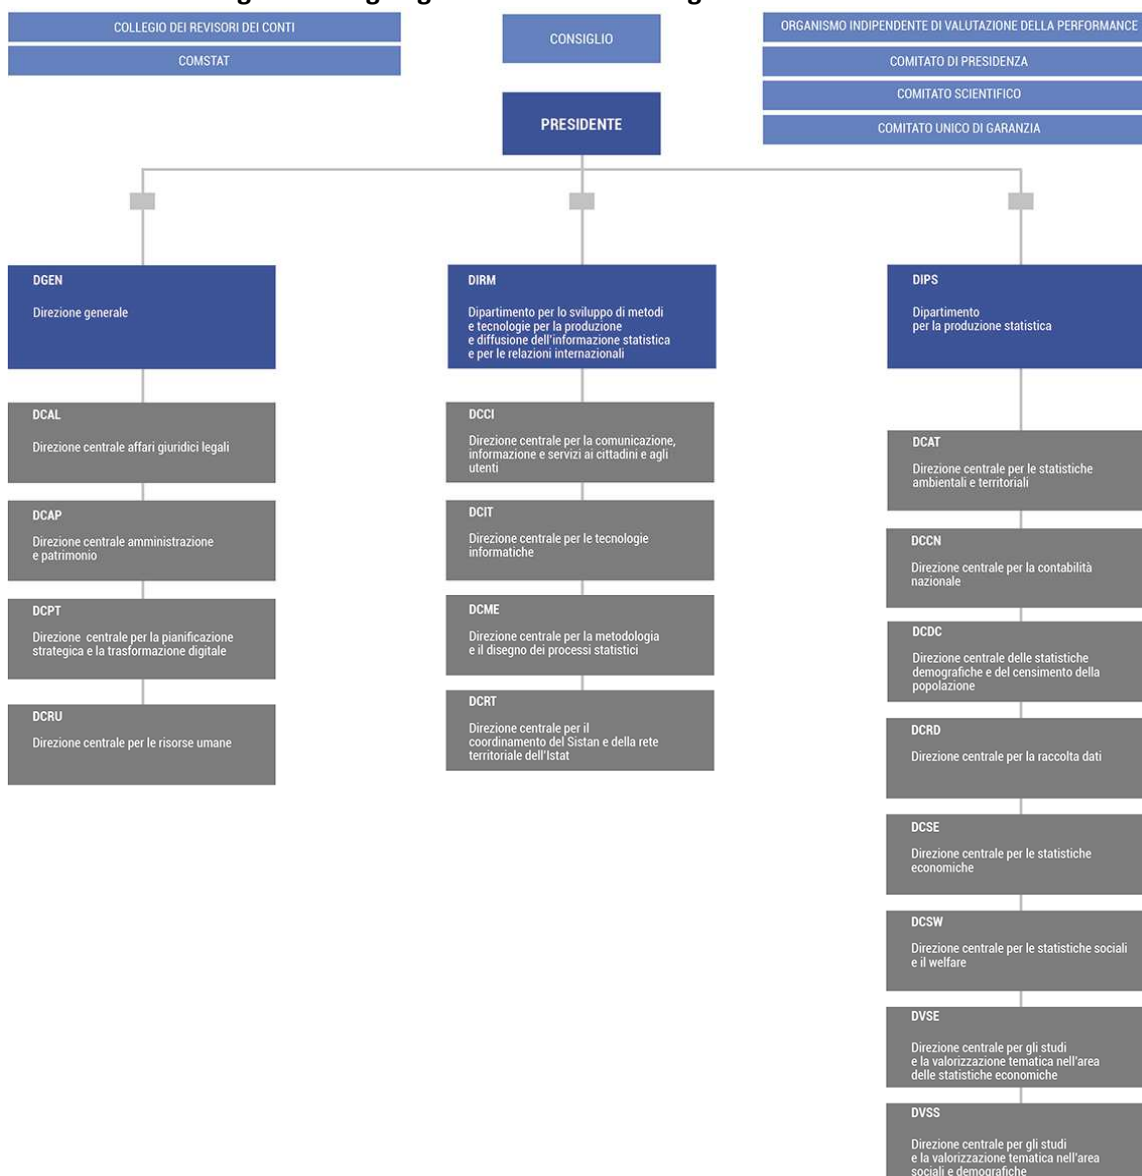 COLLEGIO DEI REVISORI DEI CONTI
COMSTAT
CONSIGLIO
PRESIDENTE
ORGANISMO INDIPENDENTE DI VALUTAZIONE DELLA PERFORMANCE
COMITATO DI PRESIDENZA
COMITATO SCIENTIFICO
COMITATO UNICO DI GARANZIA
DGEN
Direzione generale
DCAL
Direzione centrale affari giuridici legali
DCAP
Direzione centrale amministrazione
e patrimonio
DCPT
Direzione centrale per la pianificazione
strategica e la trasformazione digitale
DCRU
Direzione centrale per le risorse umane
DIRM
Dipartimento per lo sviluppo di metodi
e tecnologie per la produzione
e diffusione dell'informazione statistica
e per le relazioni internazionali
DCCI
Direzione centrale per la comunicazione,
informazione e servizi ai cittadini e agli
utenti
DCIT
Direzione centrale per le tecnologie
informatiche
DCME
Direzione centrale per la metodologia
e il disegno dei processi statistici
DCRT
Direzione centrale per il
coordinamento del Sistan e della rete
territoriale dell'Istat
DIPS
Dipartimento
per la produzione statistica
DCAT
Direzione centrale per le statistiche
ambientali e territoriali
DCCN
Direzione centrale per la contabilità
nazionale
DCDC
Direzione centrale delle statistiche
demografiche e del censimento della
popolazione
DCRD
Direzione centrale per la raccolta dati
DCSE
Direzione centrale per le statistiche
economiche
DCSW
Direzione centrale per le statistiche sociali
e il welfare
DVSE
Direzione centrale per gli studi
e la valorizzazione tematica nell'area
delle statistiche economiche
DVSS
Direzione centrale per gli studi
e la valorizzazione tematica nell'area
sociali e demografiche